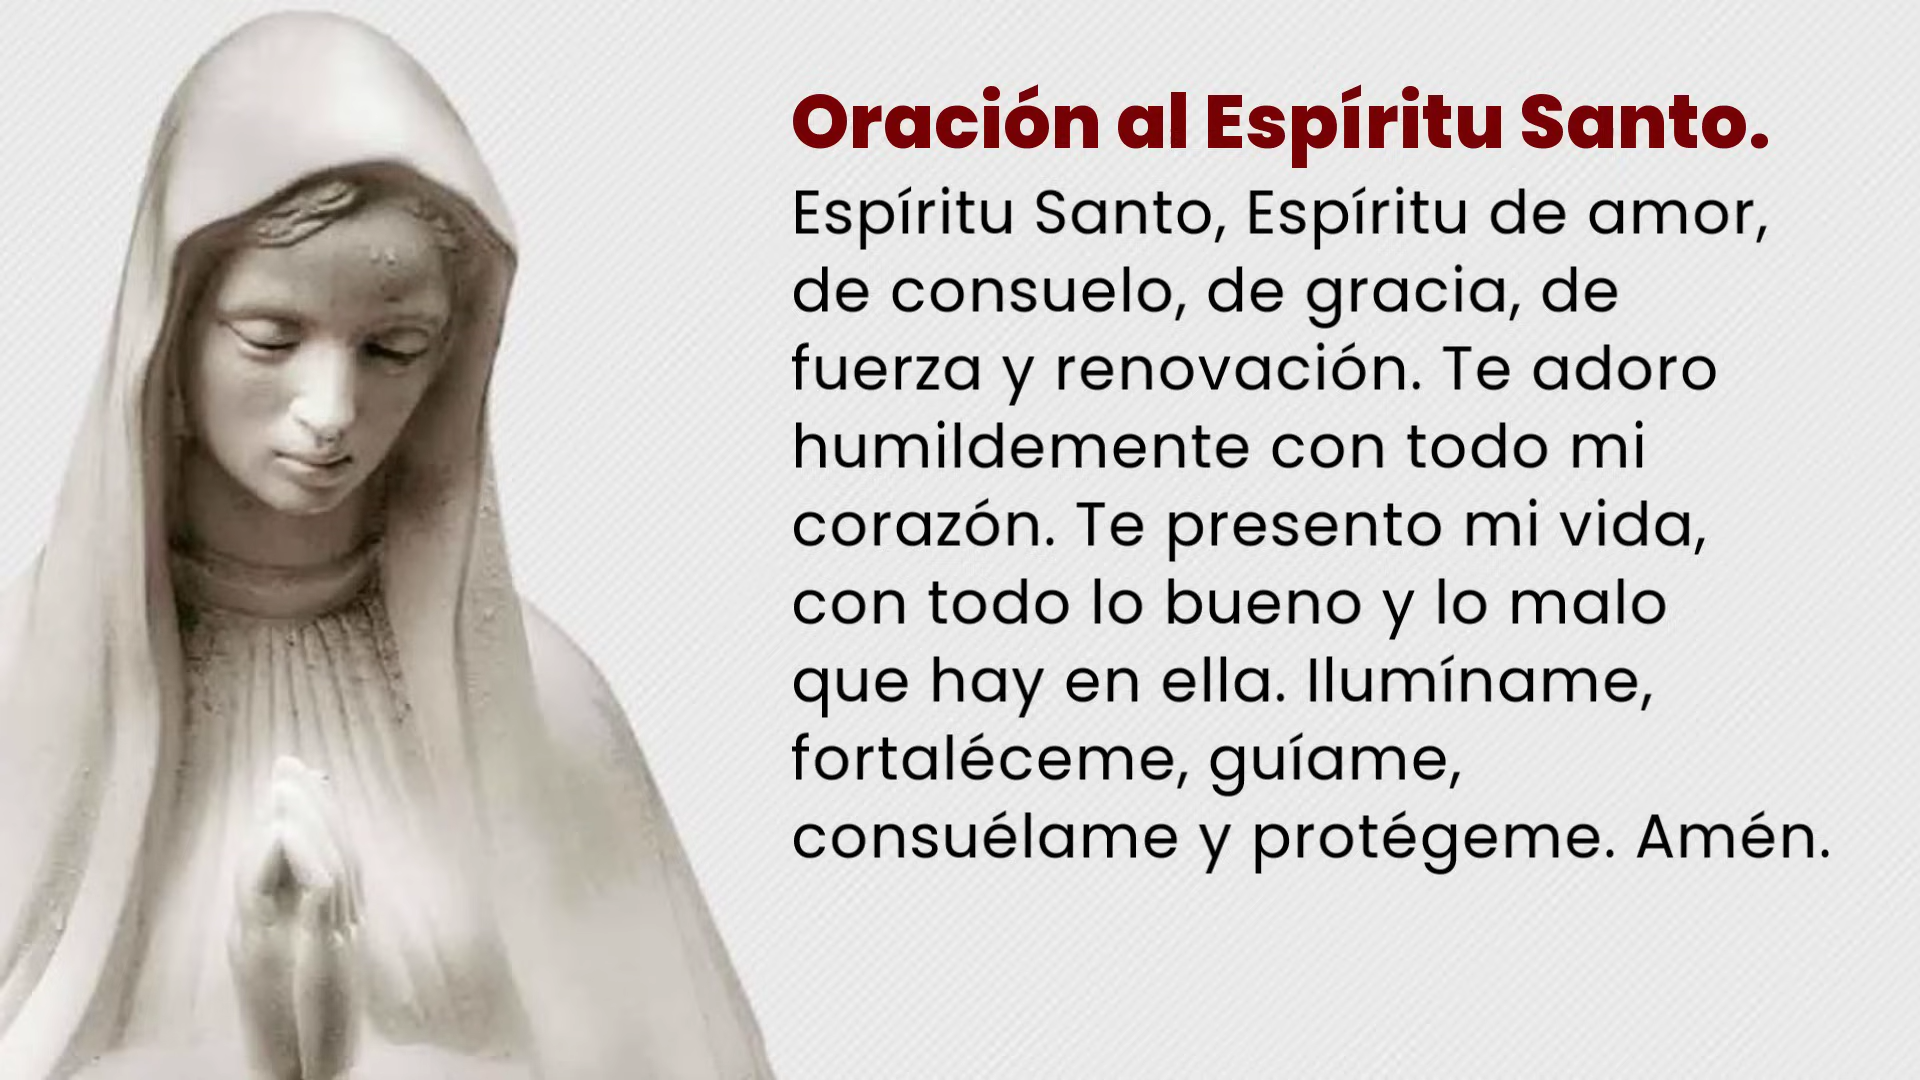 Oración al Espíritu Santo.
Espíritu Santo, Espíritu de amor,
de consuelo, de gracia, de
fuerza y renovación. Te adoro
humildemente con todo mi
corazón. Te presento mi vida,
con todo lo bueno y lo malo
que hay en ella. Ilumíname,
fortaléceme, guíame,
consuélame y protégeme. Amén.